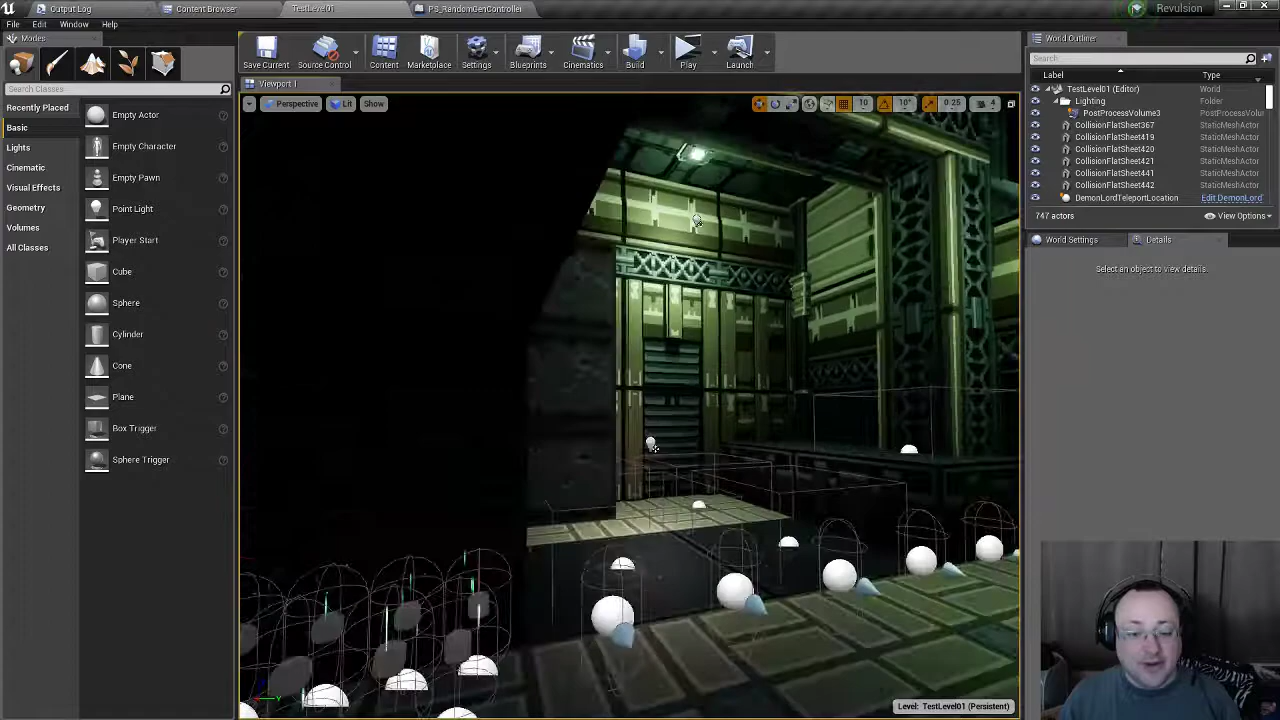 Output Log
Content Browser
TestLevel01
PS_RandomGenController
Revulsion
File Edit Window Help
Modes
Save Current
Source Control
Content
Marketplace
Settings
Blueprints
Cinematics
Build
Play
Launch
World Outliner
Search Classes
Search
Viewport 1
Label
Type
Perspective
Lit
Show
10
10°
0.25
4
Recently Placed
Basic
Lights
Cinematic
Visual Effects
Geometry
Volumes
All Classes
Empty Actor
Empty Character
Empty Pawn
Point Light
Player Start
Cube
Sphere
Cylinder
Cone
Plane
Box Trigger
Sphere Trigger
TestLevel01 (Editor) World
Lighting Folder
PostProcessVolume3 PostProcessVolu
CollisionFlatSheet367 StaticMeshActor
CollisionFlatSheet419 StaticMeshActor
CollisionFlatSheet420 StaticMeshActor
CollisionFlatSheet421 StaticMeshActor
CollisionFlatSheet441 StaticMeshActor
CollisionFlatSheet442 StaticMeshActor
DemonLordTeleportLocation Edit DemonLord
747 actors
View Options
World Settings
Details
Select an object to view details.
Level: TestLevel01 (Persistent)